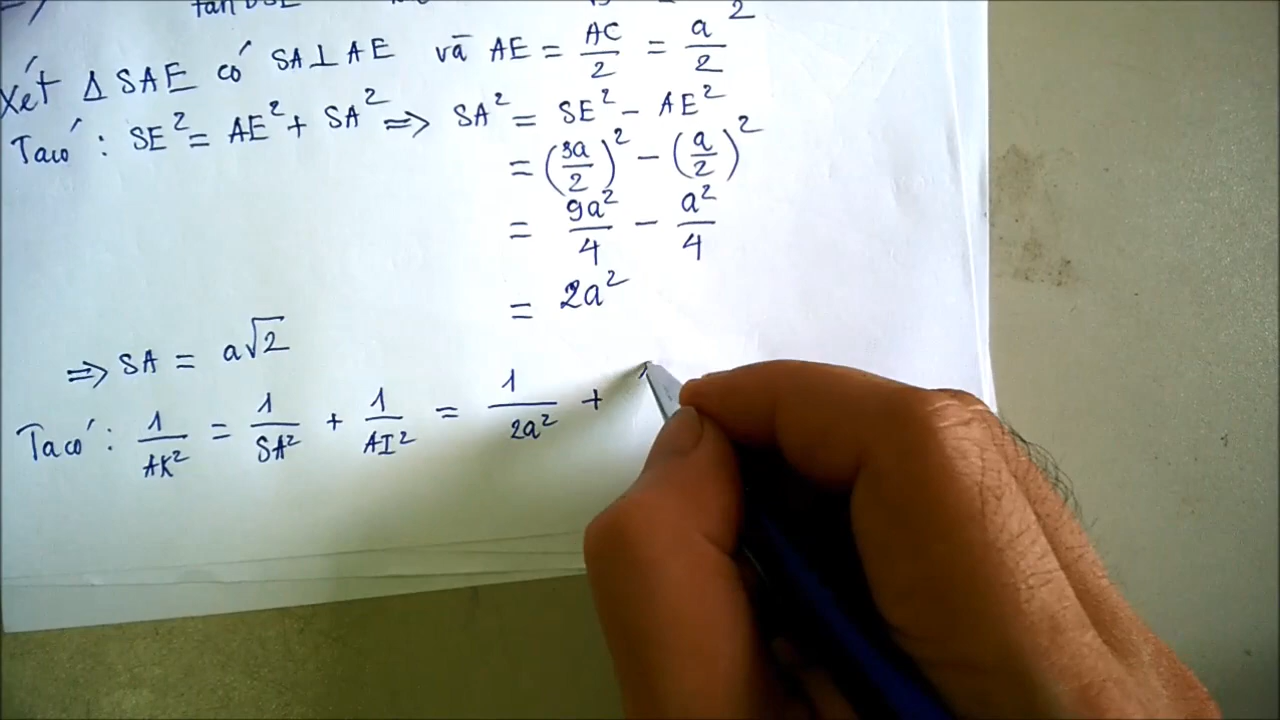 Xét Δ SAE có SA ⊥ AE và AE = AC/2 = a/2
Ta có: SE² = AE² + SA² => SA² = SE² - AE²
= (3a/2)² - (a/2)²
= 9a²/4 - a²/4
= 2a²
=> SA = a√2
Ta có: 1/AK² = 1/SA² + 1/AI² = 1/2a² + 1